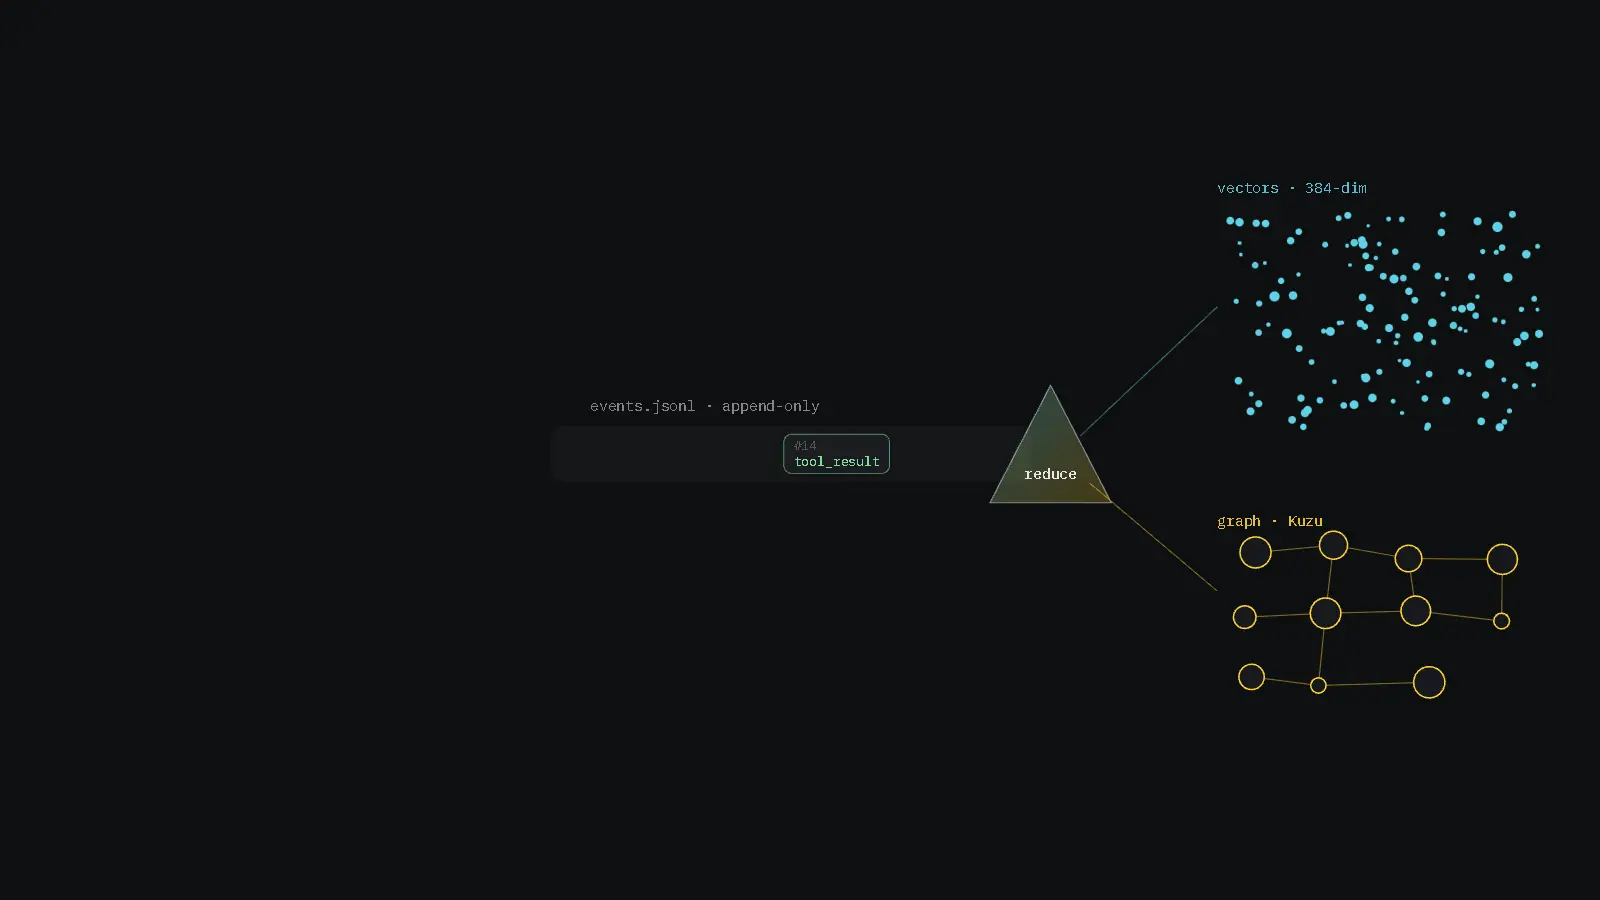 vectors · 384-dim
events.jsonl · append-only
#14
tool_result
reduce
graph · Kuzu